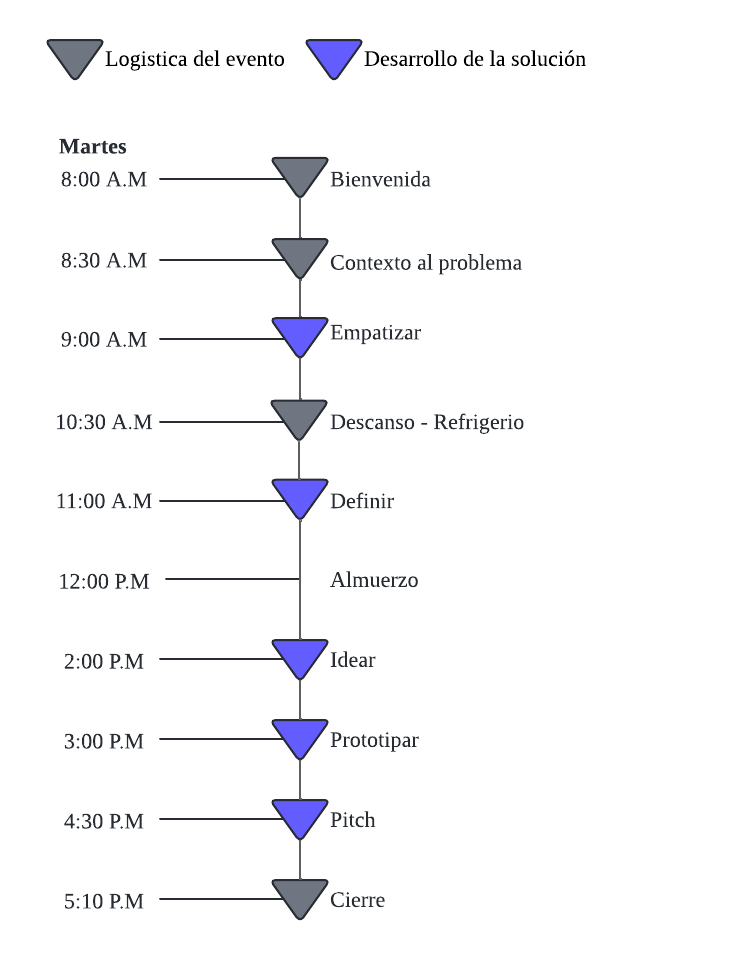 Logistica del evento
Desarrollo de la solución
Martes
8:00 A.M Bienvenida
8:30 A.M Contexto al problema
9:00 A.M Empatizar
10:30 A.M Descanso - Refrigerio
11:00 A.M Definir
12:00 P.M Almuerzo
2:00 P.M Idear
3:00 P.M Prototipar
4:30 P.M Pitch
5:10 P.M Cierre